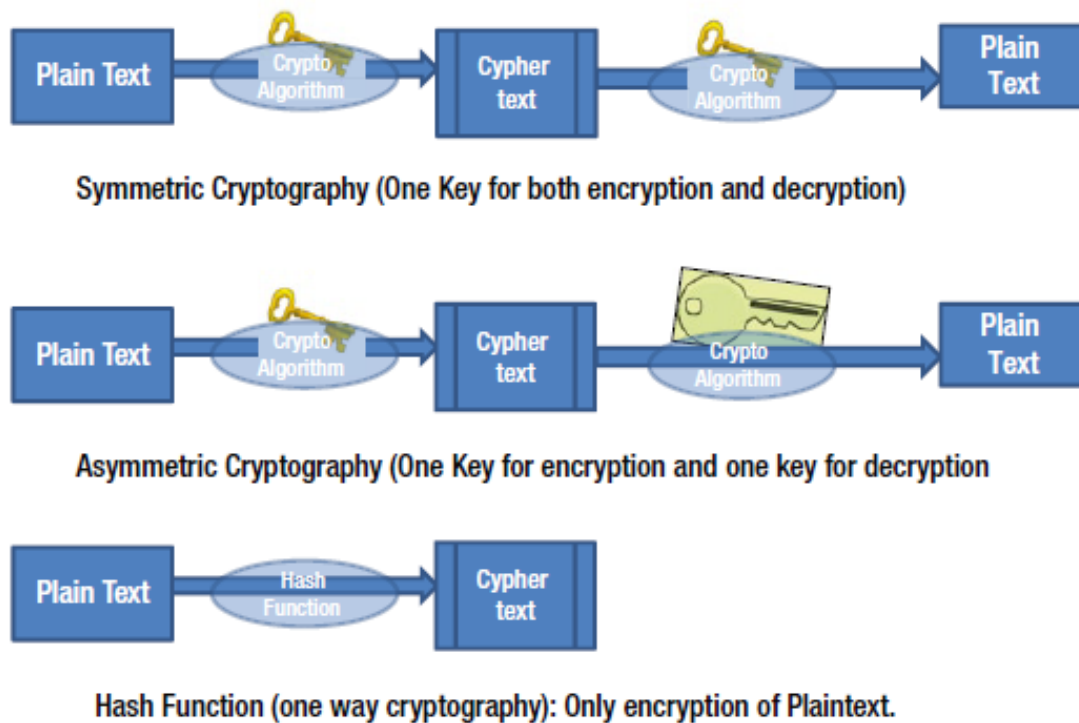 Plain Text
Crypto
Algorithm
Cypher
text
Crypto
Algorithm
Plain
Text
Symmetric Cryptography (One Key for both encryption and decryption)
Plain Text
Crypto
Algorithm
Cypher
text
Crypto
Algorithm
Plain
Text
Asymmetric Cryptography (One Key for encryption and one key for decryption
Plain Text
Hash
Function
Cypher
text
Hash Function (one way cryptography): Only encryption of Plaintext.